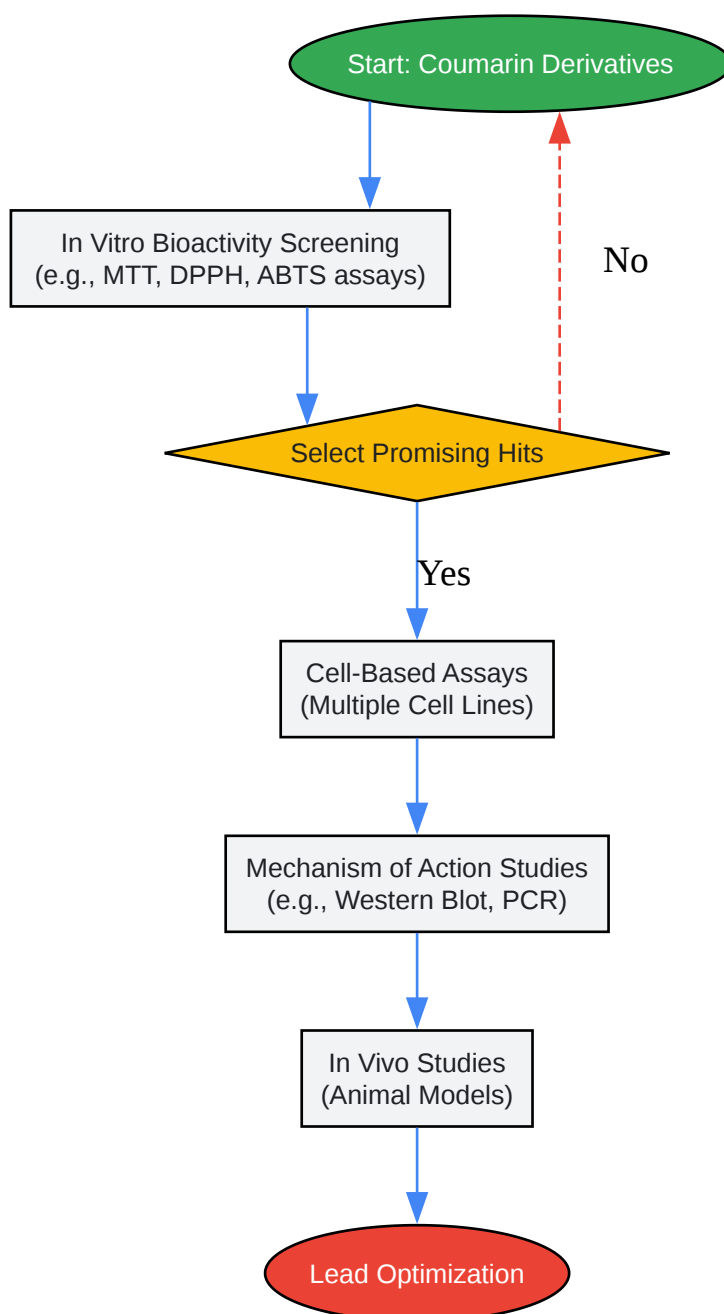 Start: Coumarin Derivatives
In Vitro Bioactivity Screening
(e.g., MTT, DPPH, ABTS assays)
No
Select Promising Hits
Yes
Cell-Based Assays
(Multiple Cell Lines)
Mechanism of Action Studies
(e.g., Western Blot, PCR)
In Vivo Studies
(Animal Models)
Lead Optimization